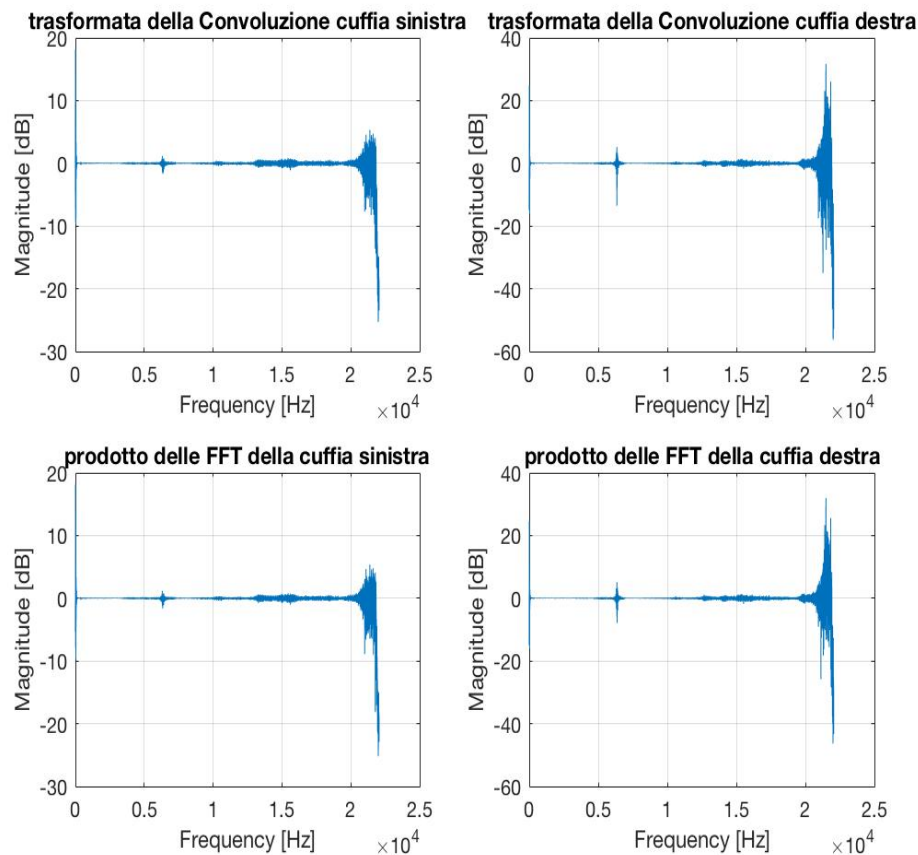 trasformata della Convoluzione cuffia sinistra
20
10
0
-10
-20
-30
Magnitude [dB]
0 0.5 1 1.5 2 2.5
Frequency [Hz]
×10^4
trasformata della Convoluzione cuffia destra
40
20
0
-20
-40
-60
Magnitude [dB]
0 0.5 1 1.5 2 2.5
Frequency [Hz]
×10^4
prodotto delle FFT della cuffia sinistra
20
10
0
-10
-20
-30
Magnitude [dB]
0 0.5 1 1.5 2 2.5
Frequency [Hz]
×10^4
prodotto delle FFT della cuffia destra
40
20
0
-20
-40
-60
Magnitude [dB]
0 0.5 1 1.5 2 2.5
Frequency [Hz]
×10^4